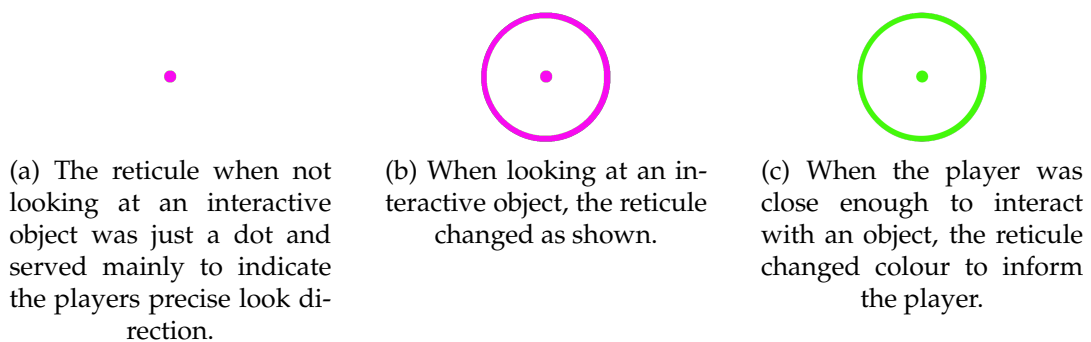 (a) The reticule when not
looking at an interactive
object was just a dot and
served mainly to indicate
the players precise look di-
rection.
(b) When looking at an in-
teractive object, the reticule
changed as shown.
(c) When the player was
close enough to interact
with an object, the reticule
changed colour to inform
the player.